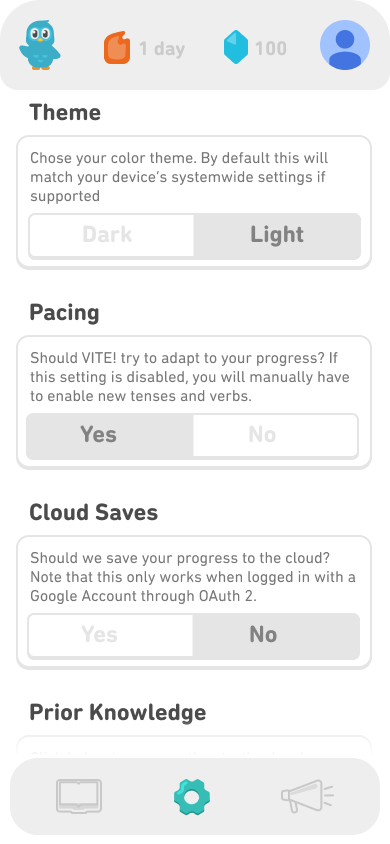 1 day
100
Theme
Chose your color theme. By default this will
match your device's systemwide settings if
supported
Dark
Light
Pacing
Should VITE! try to adapt to your progress? If
this setting is disabled, you will manually have
to enable new tenses and verbs.
Yes
No
Cloud Saves
Should we save your progress to the cloud?
Note that this only works when logged in with a
Google Account through OAuth 2.
Yes
No
Prior Knowledge